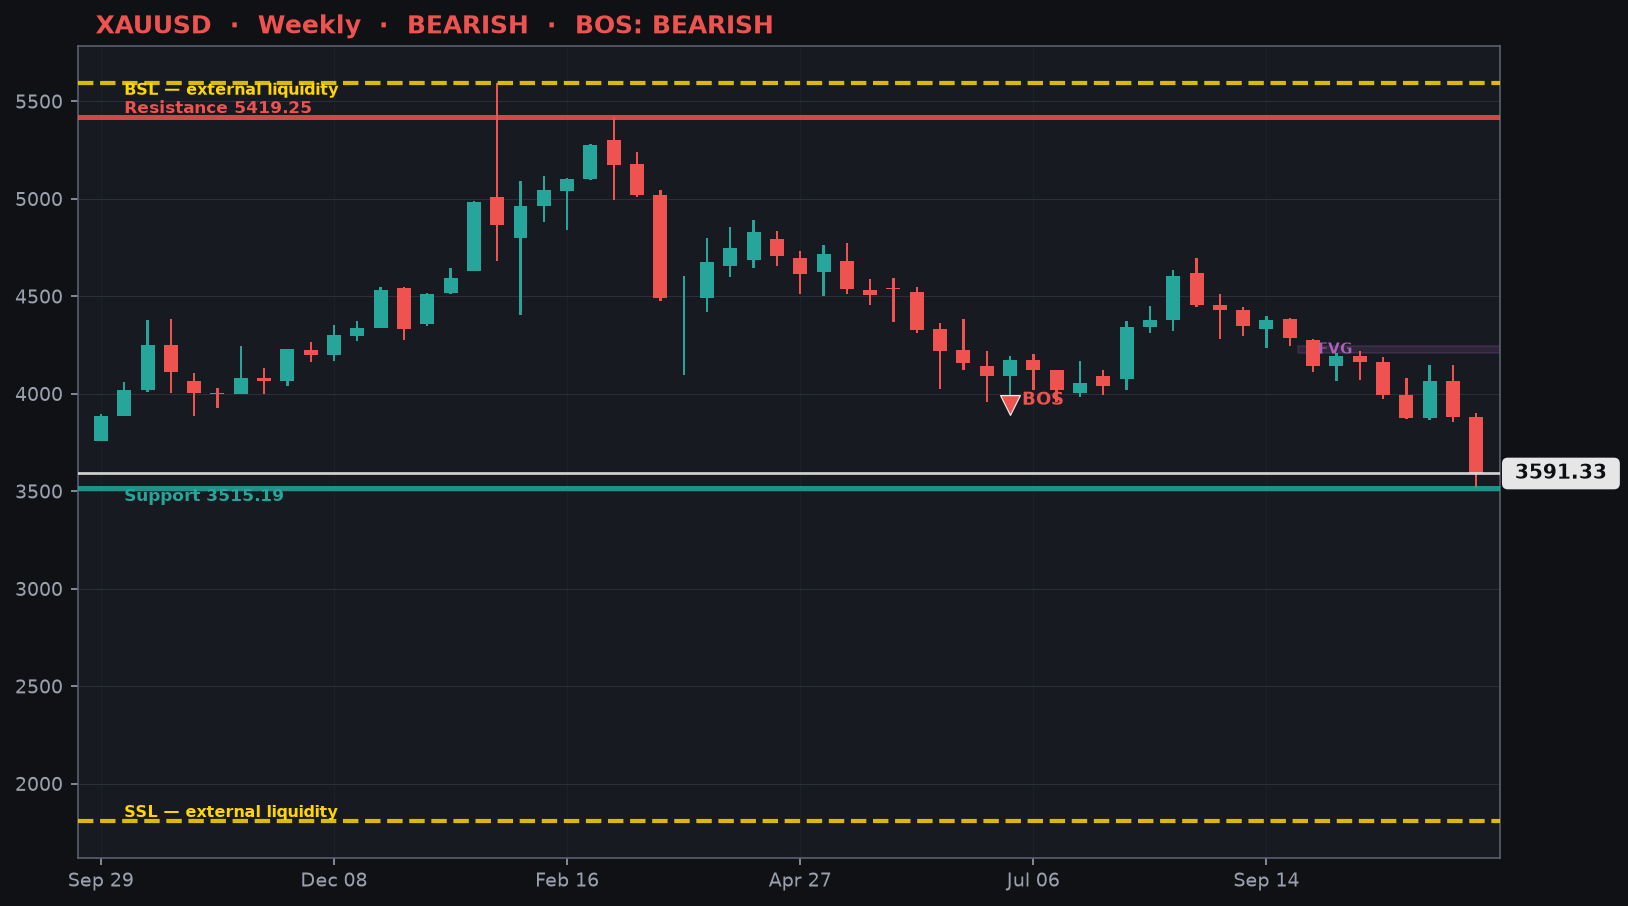 XAUUSD · Weekly · BEARISH · BOS: BEARISH
BSL — external liquidity
5500
Resistance 5419.25
5000
4500
FVG
4000
BOS
3591.33
3500
Support 3515.19
3000
2500
2000
SSL — external liquidity
Sep 29
Dec 08
Feb 16
Apr 27
Jul 06
Sep 14